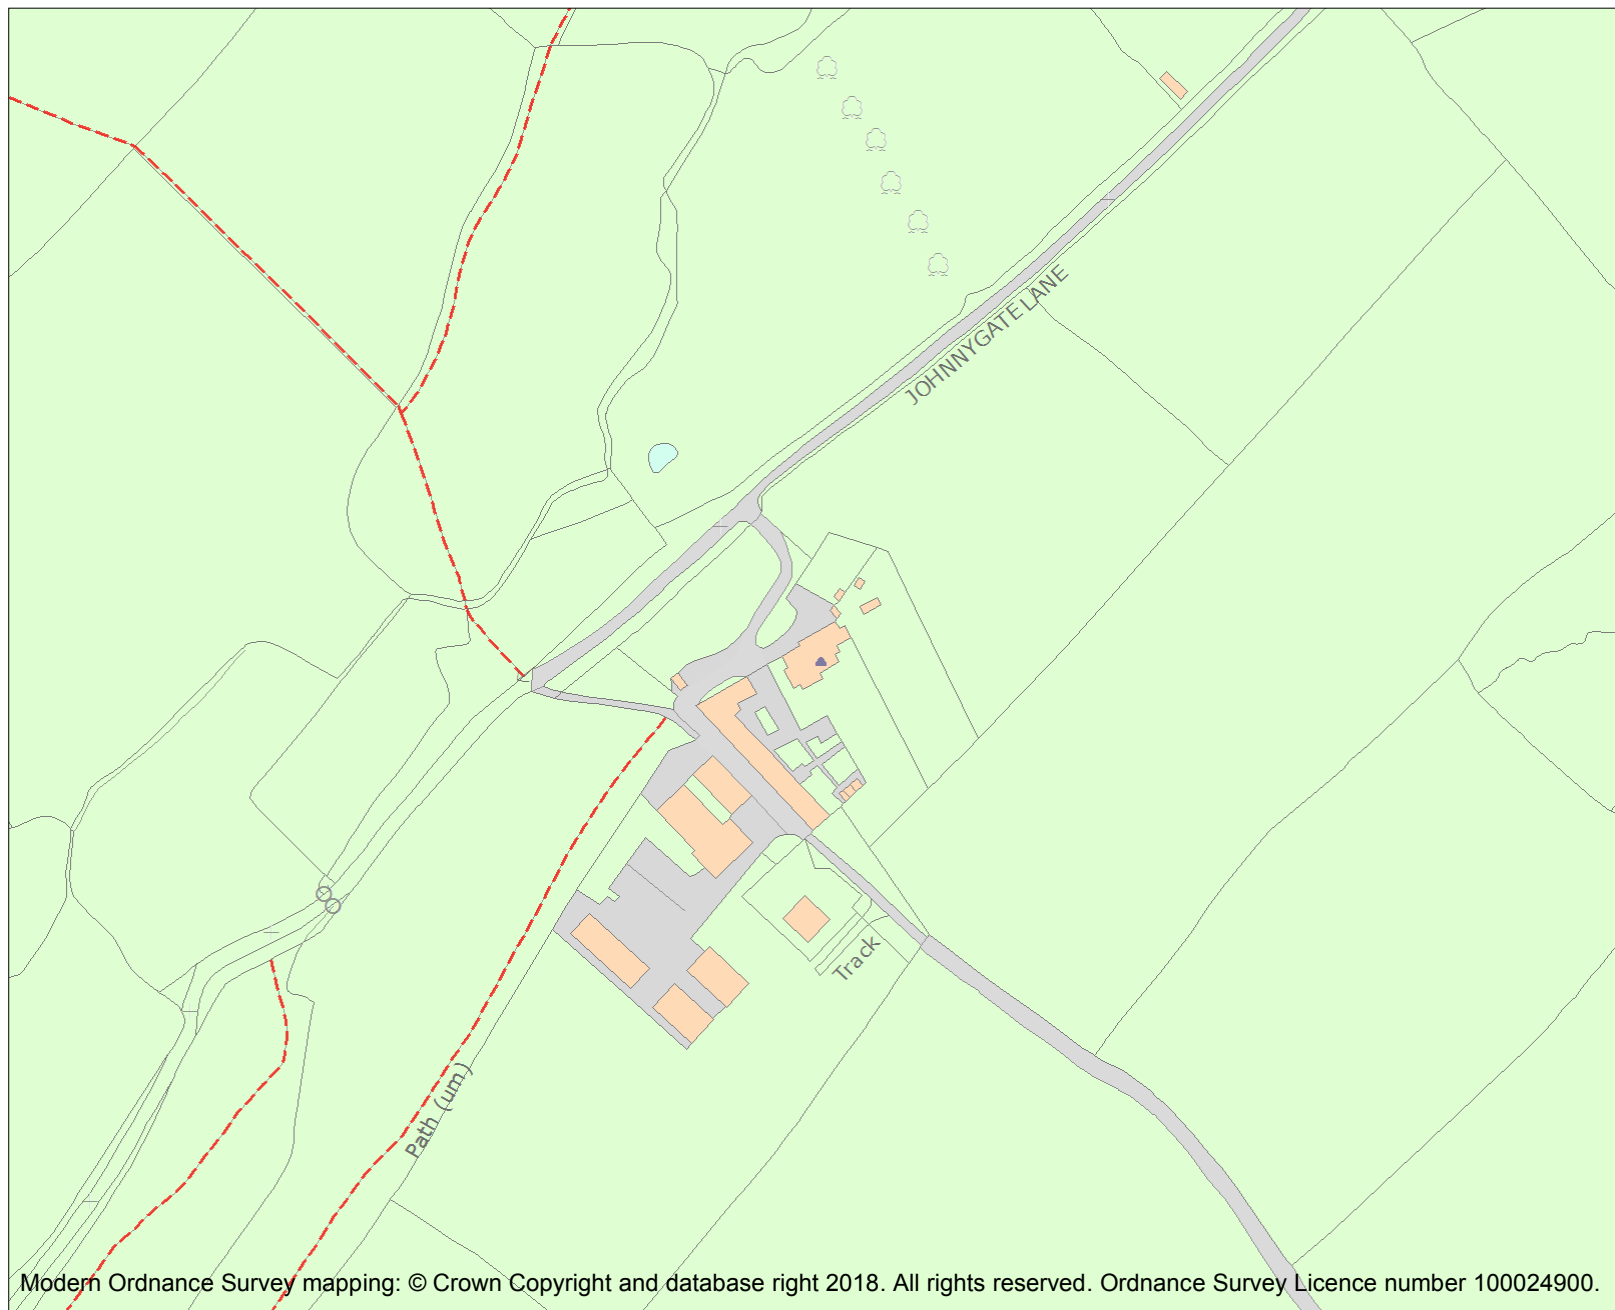 JOHNNYGATE LANE
Track
Path (um)
Modern Ordnance Survey mapping: © Crown Copyright and database right 2018. All rights reserved. Ordnance Survey Licence number 100024900.